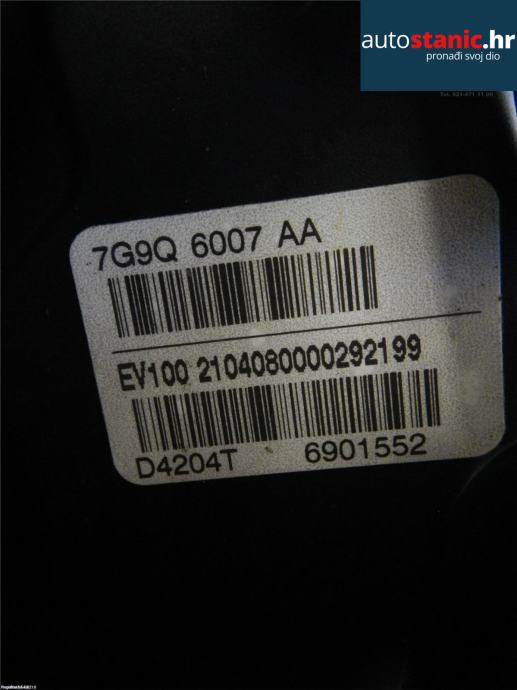 autostanic.hr
pronađi svoj dio
7G9Q 6007 AA
EV100 2104080000292199
D4204T 6901552